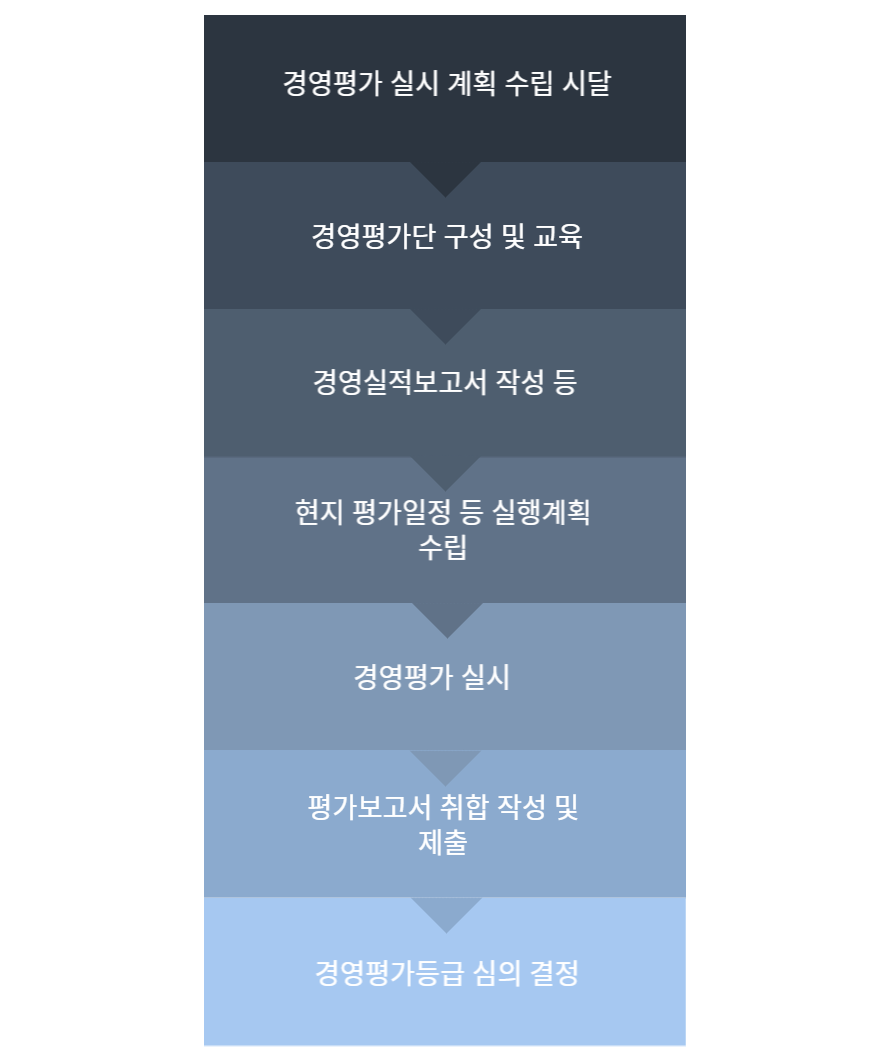 경영평가 실시 계획 수립 시달
경영평가단 구성 및 교육
경영실적보고서 작성 등
현지 평가일정 등 실행계획
수립
경영평가 실시
평가보고서 취합 작성 및
제출
경영평가등급 심의 결정